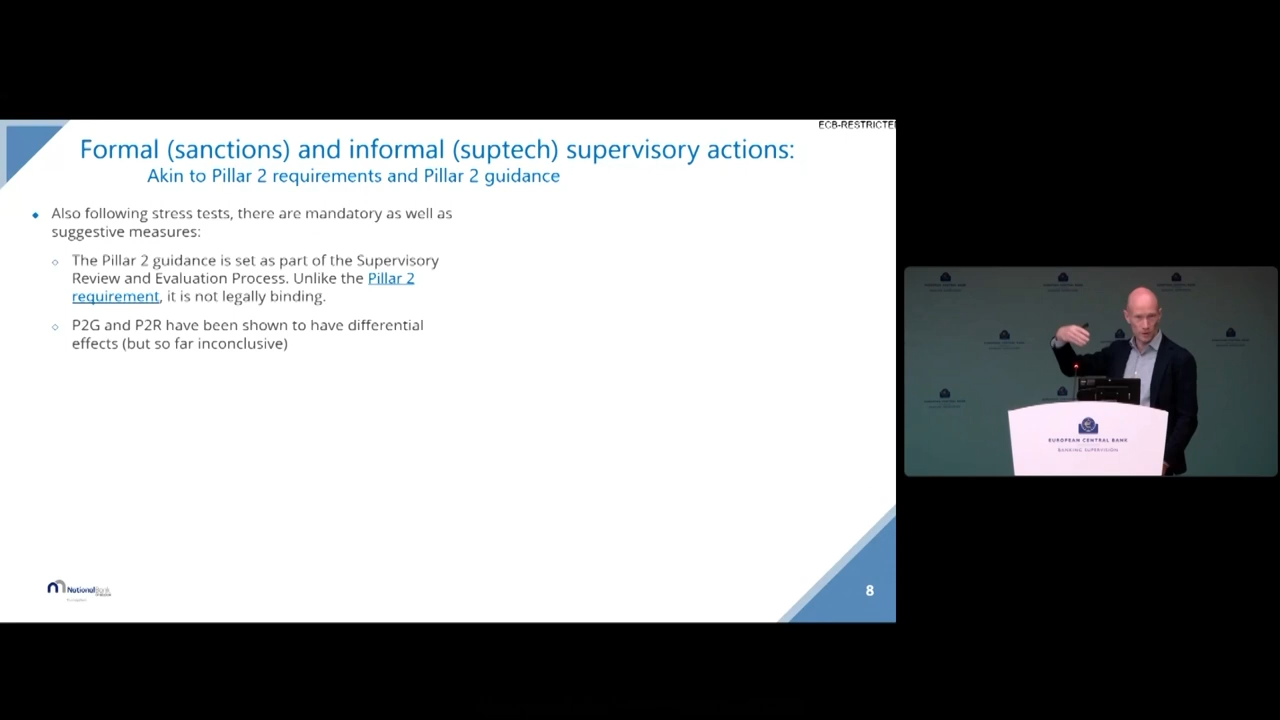 ECB-RESTRICTE
Formal (sanctions) and informal (suptech) supervisory actions:
Akin to Pillar 2 requirements and Pillar 2 guidance
Also following stress tests, there are mandatory as well as
suggestive measures:
The Pillar 2 guidance is set as part of the Supervisory
Review and Evaluation Process. Unlike the Pillar 2
requirement, it is not legally binding.
P2G and P2R have been shown to have differential
effects (but so far inconclusive)
NationalBank
8
EUROPEAN CENTRAL BANK
BANKING SUPERVISION